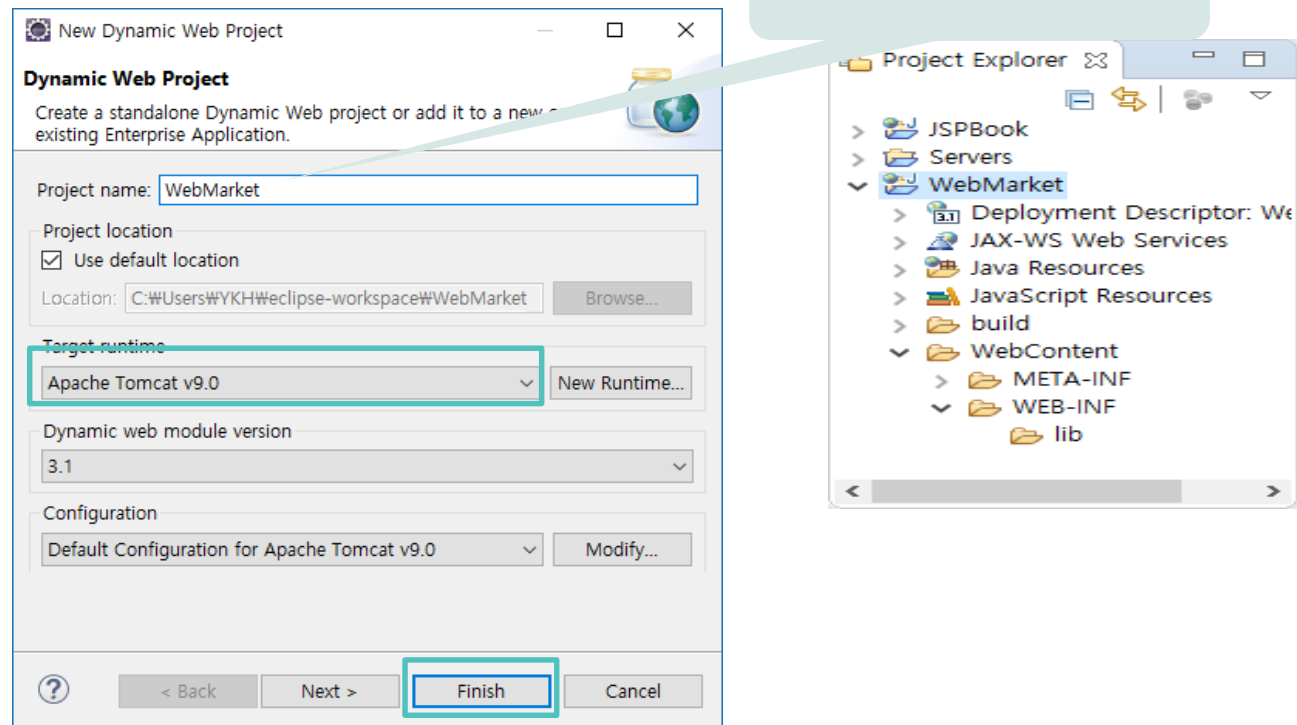 New Dynamic Web Project
Dynamic Web Project
Create a standalone Dynamic Web project or add it to a new
existing Enterprise Application.
Project name: WebMarket
Project location
Use default location
Location: C:₩Users₩YKH₩eclipse-workspace₩WebMarket Browse...
Target runtime
Apache Tomcat v9.0 New Runtime...
Dynamic web module version
3.1
Configuration
Default Configuration for Apache Tomcat v9.0 Modify...
< Back Next > Finish Cancel
Project Explorer
JSPBook
Servers
WebMarket
Deployment Descriptor:
JAX-WS Web Services
Java Resources
JavaScript Resources
build
WebContent
META-INF
WEB-INF
lib